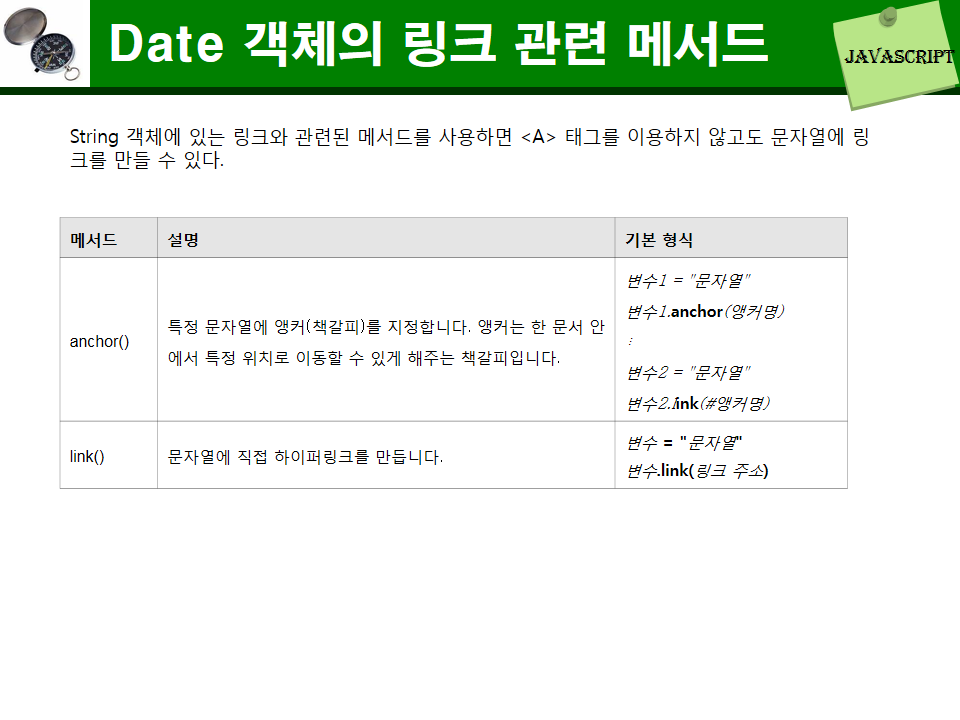 Date 객체의 링크 관련 메서드
JAVASCRIPT
String 객체에 있는 링크와 관련된 메서드를 사용하면 <A> 태그를 이용하지 않고도 문자열에 링
크를 만들 수 있다.
메서드 설명 기본 형식
anchor()
특정 문자열에 앵커(책갈피)를 지정합니다. 앵커는 한 문서 안
에서 특정 위치로 이동할 수 있게 해주는 책갈피입니다.
변수1 = "문자열"
변수1.anchor(앵커명)
:
변수2 = "문자열"
변수2.link(#앵커명)
link()
문자열에 직접 하이퍼링크를 만듭니다.
변수 = "문자열"
변수.link(링크 주소)